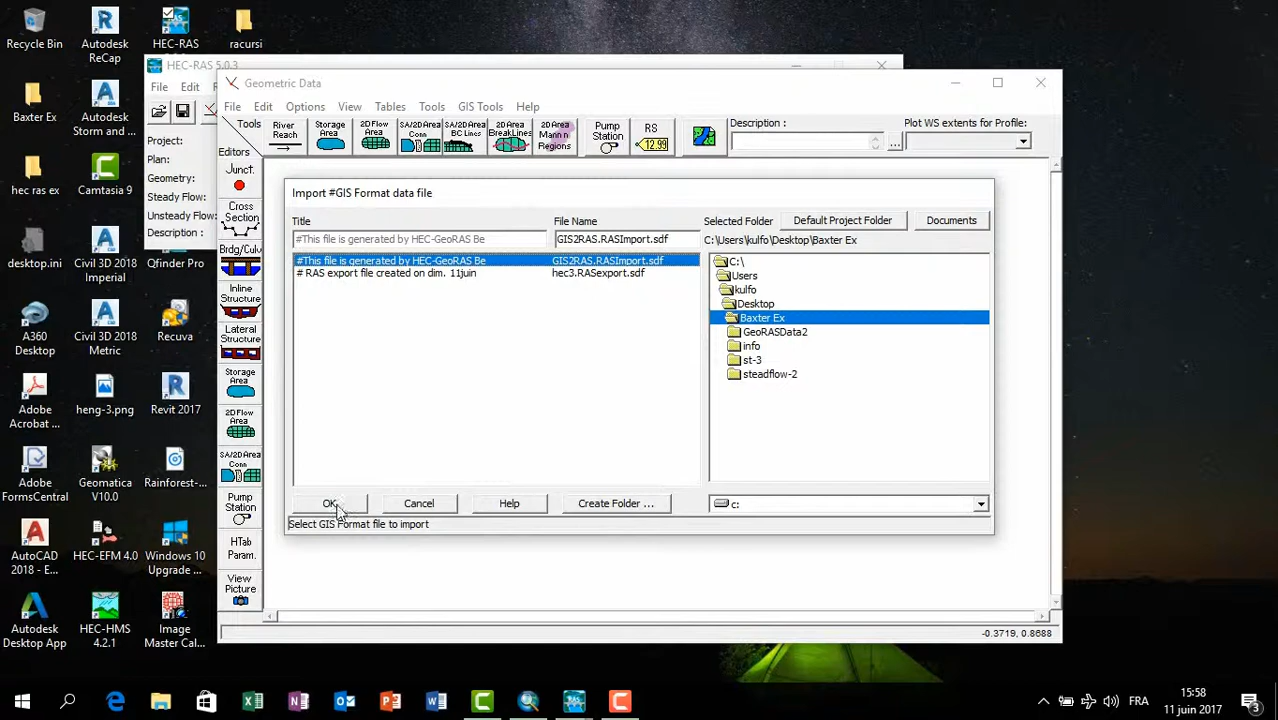 Recycle Bin
Autodesk
ReCap
HEC-RAS
racursi
Baxter Ex
Autodesk
Storm and ...
hec ras ex
Camtasia 9
desktop.ini
Civil 3D 2018
Imperial
Qfinder Pro
A360
Desktop
Civil 3D 2018
Metric
Recuva
Adobe
Acrobat ...
heng-3.png
Revit 2017
Adobe
FormsCentral
Geomatica
V10.0
Rainforest-...
AutoCAD
2018 - E...
HEC-EFM 4.0
Windows 10
Upgrade ...
Autodesk
Desktop App
HEC-HMS
4.2.1
Image
Master Cal...
HEC-RAS 5.0.3
File Edit
Project:
Plan:
Geometry:
Steady Flow:
Unsteady Flow:
Description :
Geometric Data
File Edit Options View Tables Tools GIS Tools Help
Tools
Editors
River
Reach
Storage
Area
2D Flow
Area
SA/2D Area
Conn
SA/2D Area
BC Lines
2D Area
BreakLines
2D Area
Mann n
Regions
Pump
Station
RS
12.99
Description :
...
Plot WS extents for Profile:
Junct.
Cross
Section
Brdg/Culv
Inline
Structure
Lateral
Structure
Storage
Area
2D Flow
Area
SA/2D Area
Conn
Pump
Station
HTab
Param.
View
Picture
Import #GIS Format data file
Title
File Name
Selected Folder
Default Project Folder
Documents
#This file is generated by HEC-GeoRAS Be
GIS2RAS.RASImport.sdf
C:\Users\kulfo\Desktop\Baxter Ex
#This file is generated by HEC-GeoRAS Be GIS2RAS.RASImport.sdf
# RAS export file created on dim. 11juin hec3.RASexport.sdf
C:\
Users
kulfo
Desktop
Baxter Ex
GeoRASData2
info
st-3
steadflow-2
OK
Cancel
Help
Create Folder ...
c:
Select GIS Format file to import
-0.3719, 0.8688
FRA
15:58
11 juin 2017
3